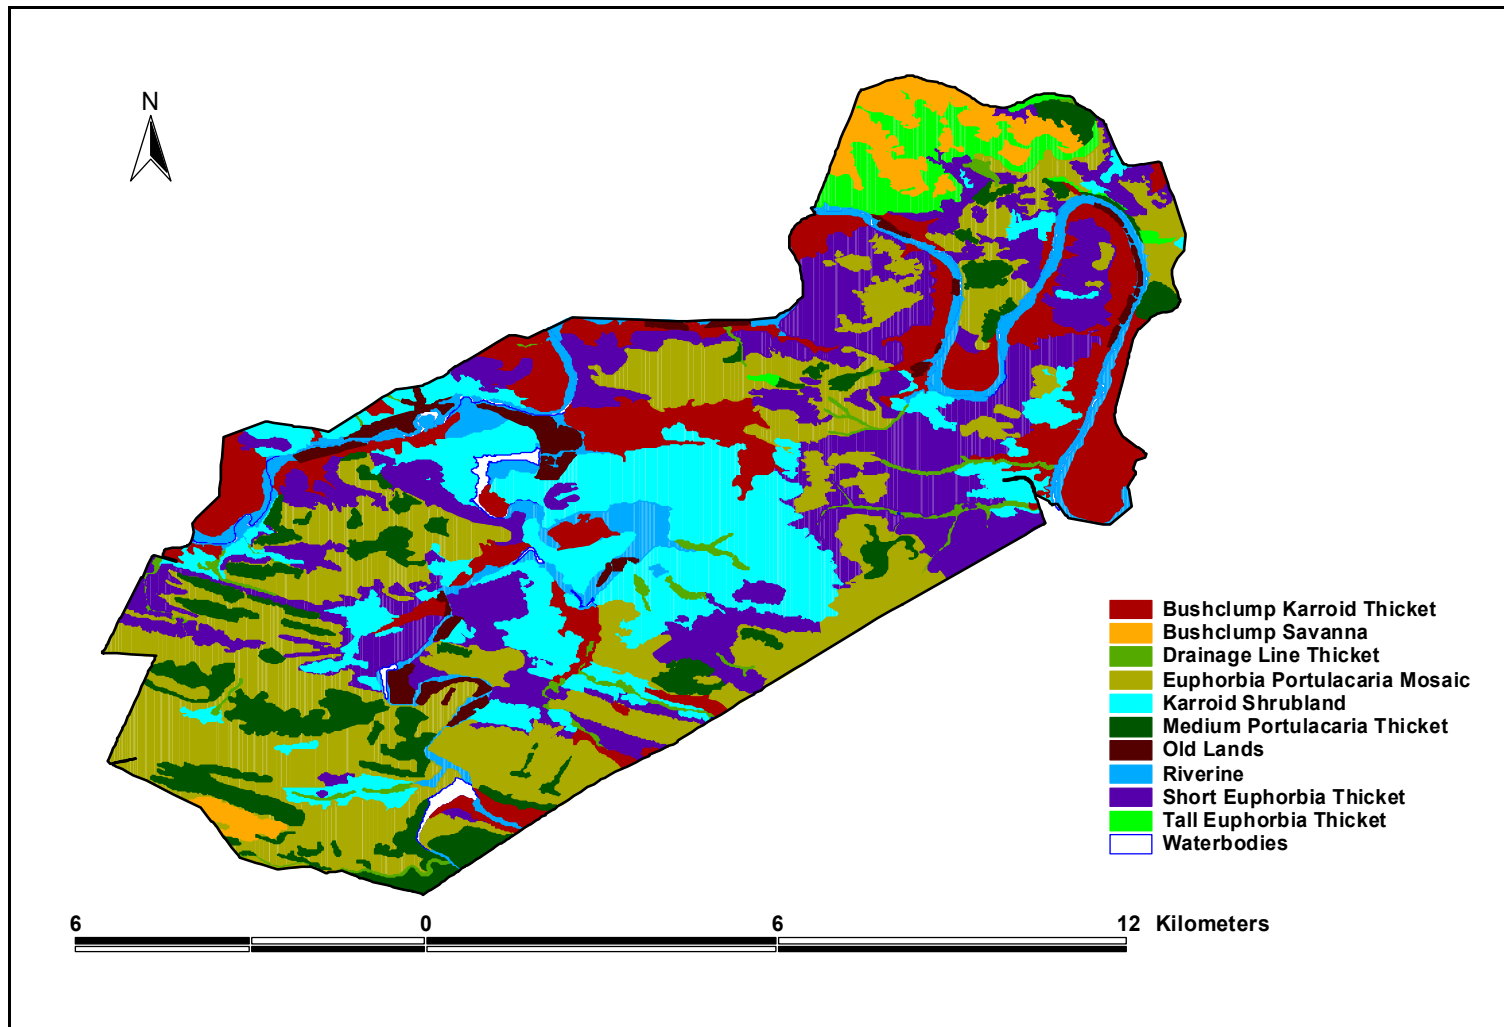 N
Bushclump Karroid Thicket
Bushclump Savanna
Drainage Line Thicket
Euphorbia Portulacaria Mosaic
Karroid Shrubland
Medium Portulacaria Thicket
Old Lands
Riverine
Short Euphorbia Thicket
Tall Euphorbia Thicket
Waterbodies
6 0 6 12 Kilometers